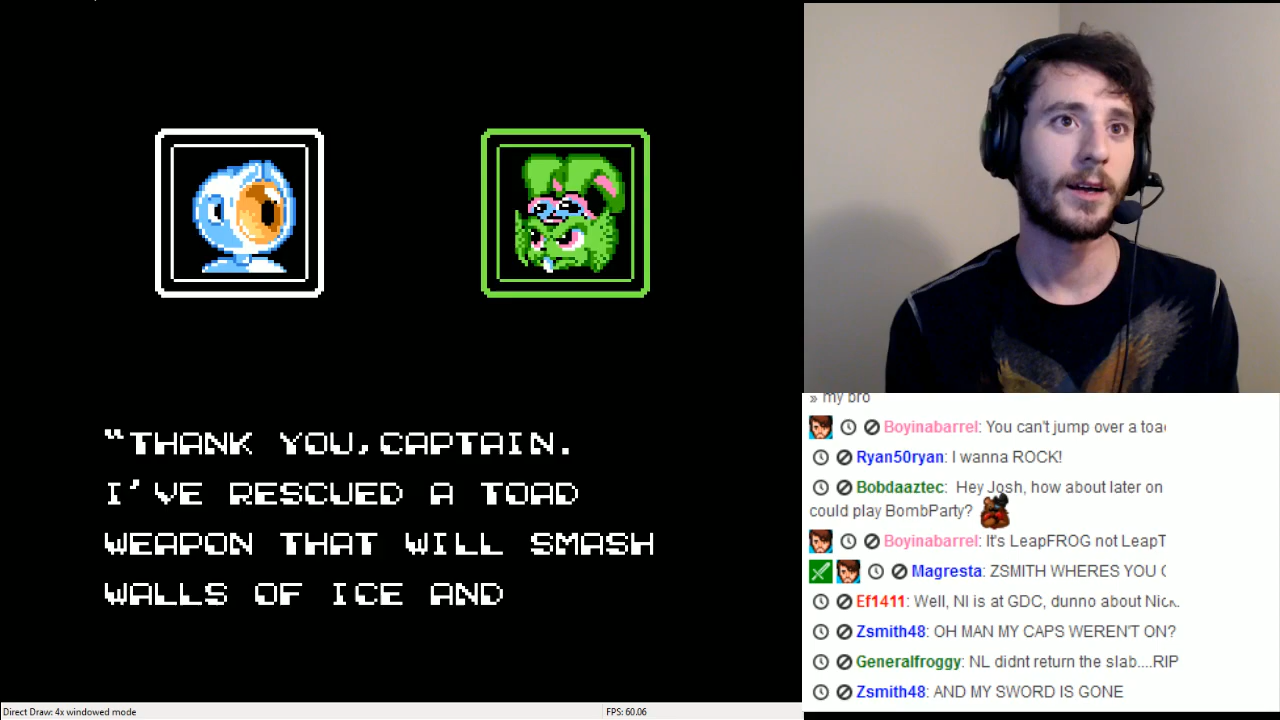 “THANK YOU,CAPTAIN.
I'VE RESCUED A TOAD
WEAPON THAT WILL SMASH
WALLS OF ICE AND
» my bro
Boyinabarrel: You can't jump over a
Ryan50ryan: I wanna ROCK!
Bobdaaztec: Hey Josh, how about later on
could play BombParty?
Boyinabarrel: It's LeapFROG not
Magresta: ZSMITH WHERES YOU
Ef1411: Well, NI is at GDC, dunno about
Zsmith48: OH MAN MY CAPS WEREN'T ON?
Generalfroggy: NL didnt return the slab....RIP
Zsmith48: AND MY SWORD IS GONE
Direct Draw: 4x windowed mode
FPS: 60.06